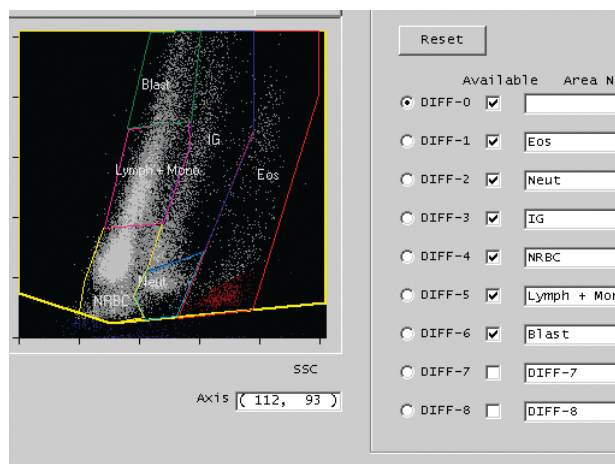 Reset
Available Area N
DIFF-0
DIFF-1 Eos
DIFF-2 Neut
DIFF-3 IG
DIFF-4 NRBC
DIFF-5 Lymph + Mon
DIFF-6 Blast
DIFF-7 DIFF-7
DIFF-8 DIFF-8
Blast
IG
Lymph + Mono
Eos
Neut
NRBC
SSC
Axis ( 112, 93 )